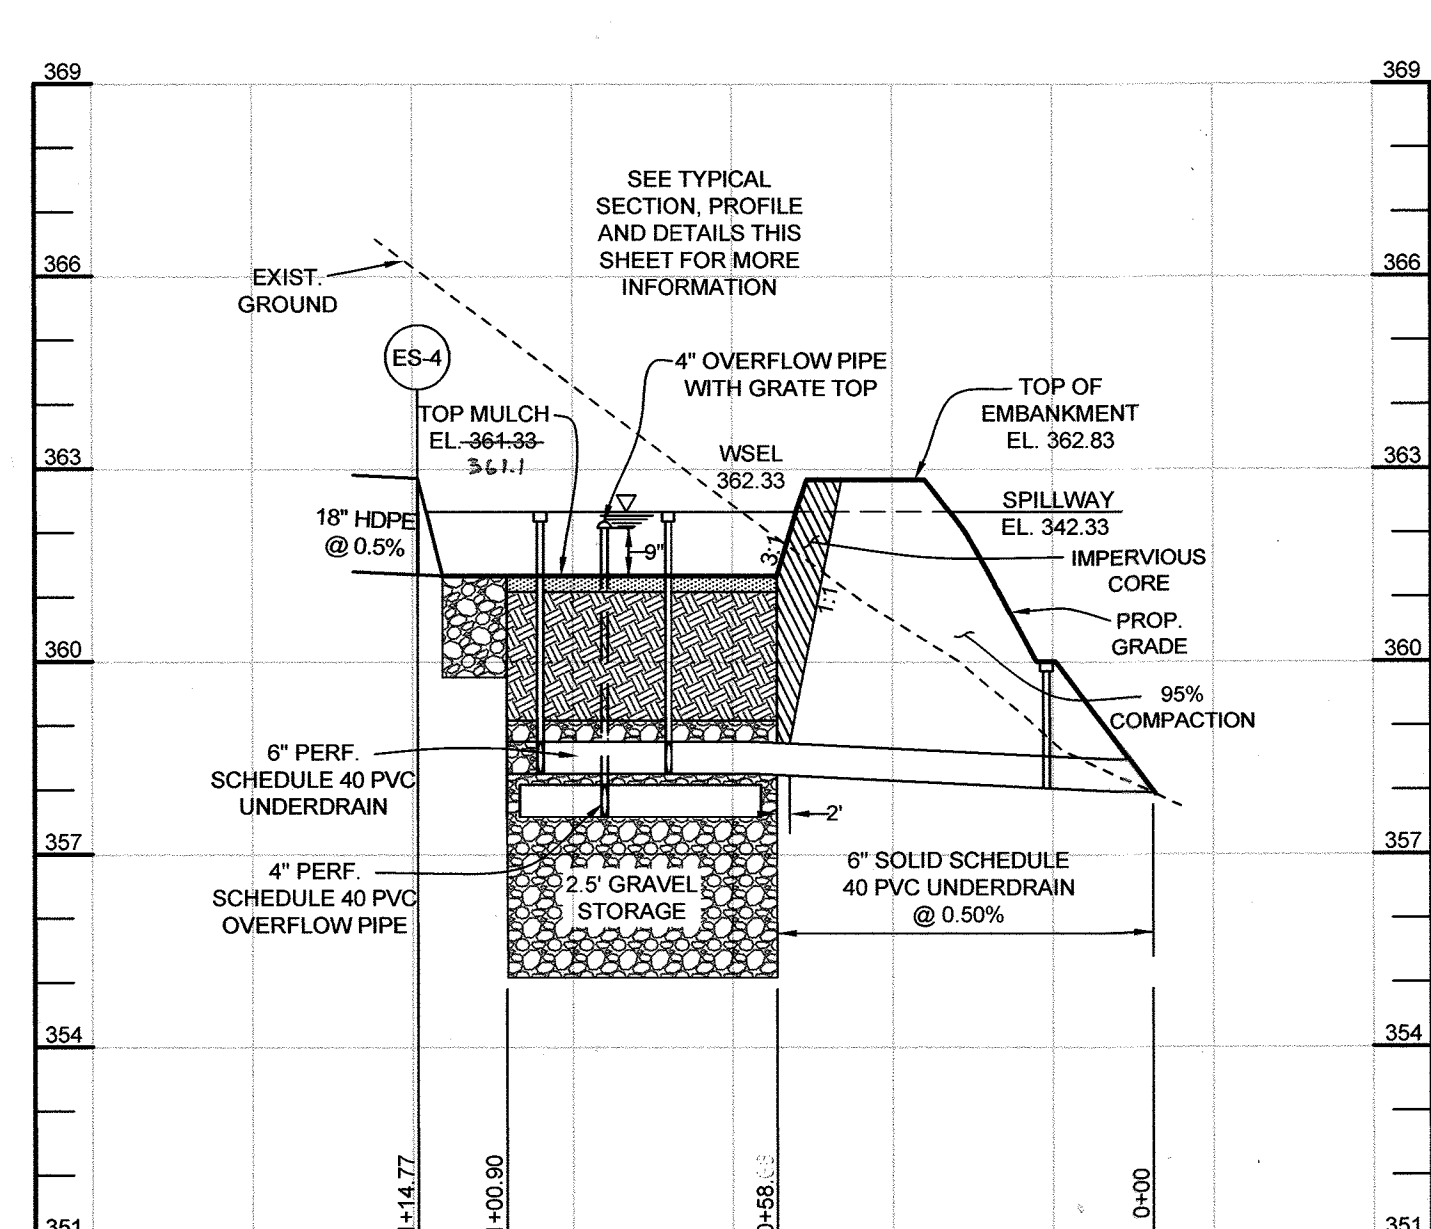 369
369
SEE TYPICAL
SECTION, PROFILE
AND DETAILS THIS
SHEET FOR MORE
INFORMATION
366
366
EXIST.
GROUND
ES-4
4" OVERFLOW PIPE
WITH GRATE TOP
TOP OF
EMBANKMENT
EL. 362.83
TOP MULCH
EL. 361.33
361.1
363
363
WSEL
362.33
SPILLWAY
EL. 342.33
18" HDPE
@ 0.5%
9"
3:1
IMPERVIOUS
CORE
1:1
PROP.
GRADE
360
360
95%
COMPACTION
6" PERF.
SCHEDULE 40 PVC
UNDERDRAIN
2'
357
357
4" PERF.
SCHEDULE 40 PVC
OVERFLOW PIPE
2.5' GRAVEL
STORAGE
6" SOLID SCHEDULE
40 PVC UNDERDRAIN
@ 0.50%
354
354
1+14.77
1+00.90
0+58.
0+00
351
351